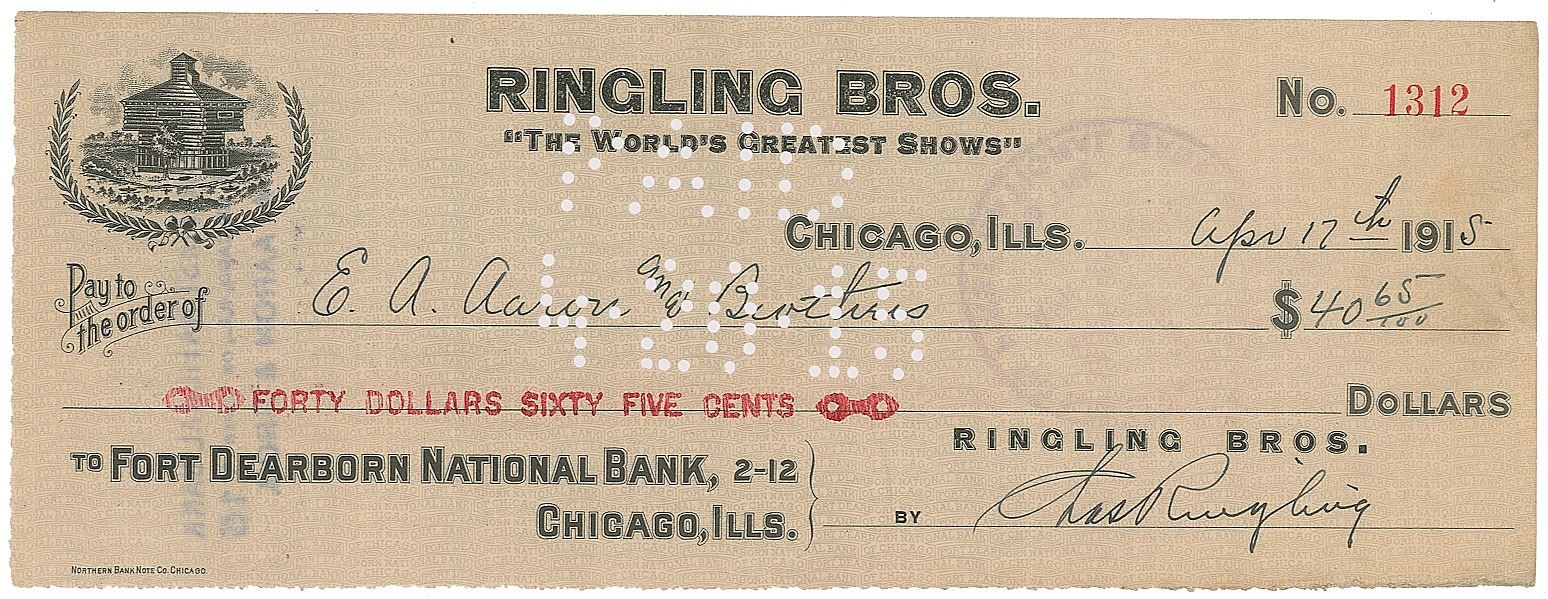 RINGLING BROS.
No. 1312
"THE WORLD'S GREATEST SHOWS"
CHICAGO, ILLS. Apr 17th 1915
Pay to the order of E. A. Aaron and Brothers $40 65/100
FORTY DOLLARS SIXTY FIVE CENTS DOLLARS
TO FORT DEARBORN NATIONAL BANK, 2-12
CHICAGO, ILLS.
RINGLING BROS.
BY Chas Ringling
NORTHERN BANK NOTE CO. CHICAGO.